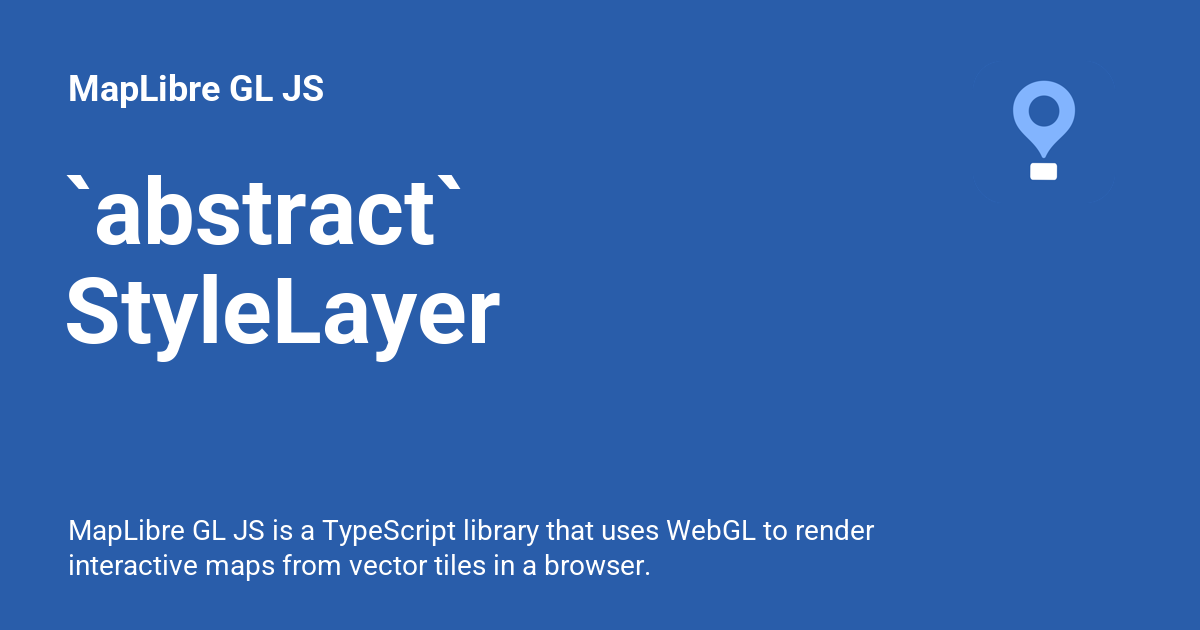 MapLibre GL JS
`abstract`
StyleLayer
MapLibre GL JS is a TypeScript library that uses WebGL to render
interactive maps from vector tiles in a browser.